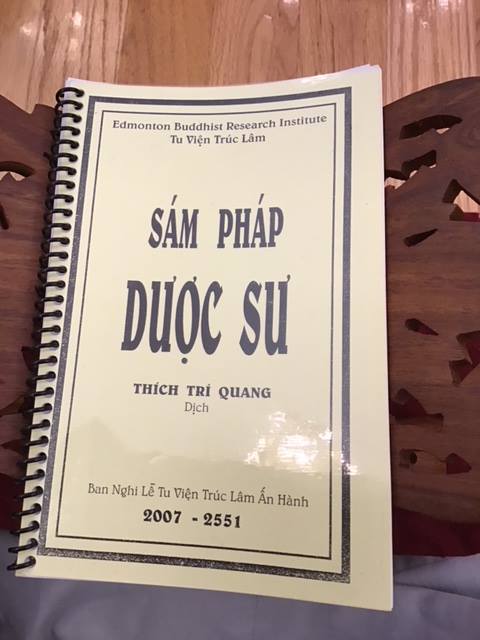 Edmonton Buddhist Research Institute
Tu Viện Trúc Lâm
SÁM PHÁP
DƯỢC SƯ
THÍCH TRÍ QUANG
Dịch
Ban Nghi Lễ Tu Viện Trúc Lâm Ấn Hành
2007 - 2551